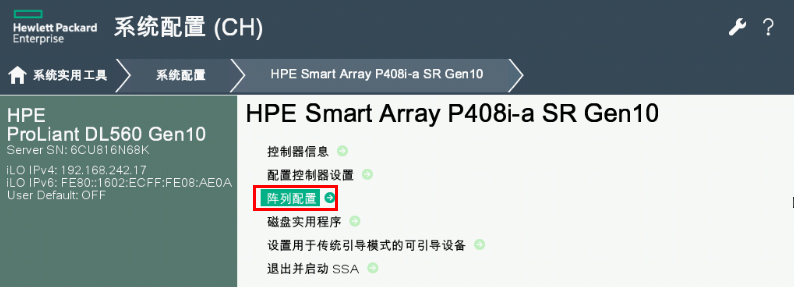 Hewlett Packard
Enterprise
系统配置 (CH)
?
系统实用工具
系统配置
HPE Smart Array P408i-a SR Gen10
HPE
ProLiant DL560 Gen10
Server SN: 6CU816N68K
iLO IPv4: 192.168.242.17
iLO IPv6: FE80::1602:ECFF:FE08:AE0A
User Default: OFF
HPE Smart Array P408i-a SR Gen10
控制器信息
配置控制器设置
阵列配置
磁盘实用程序
设置用于传统引导模式的可引导设备
退出并启动 SSA